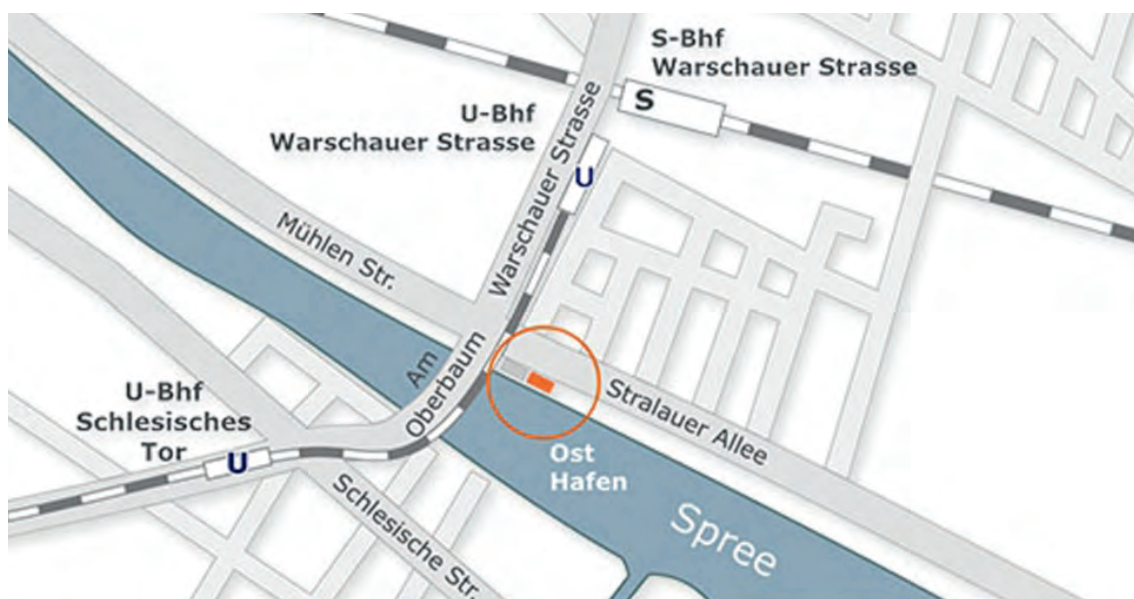 S-Bhf
Warschauer Strasse
S
U-Bhf
Warschauer Strasse
U
Warschauer Strasse
Mühlen Str.
Am
Oberbaum
U-Bhf
Schlesisches
Tor
U
Stralauer Allee
Ost
Hafen
Schlesische Str.
Spree